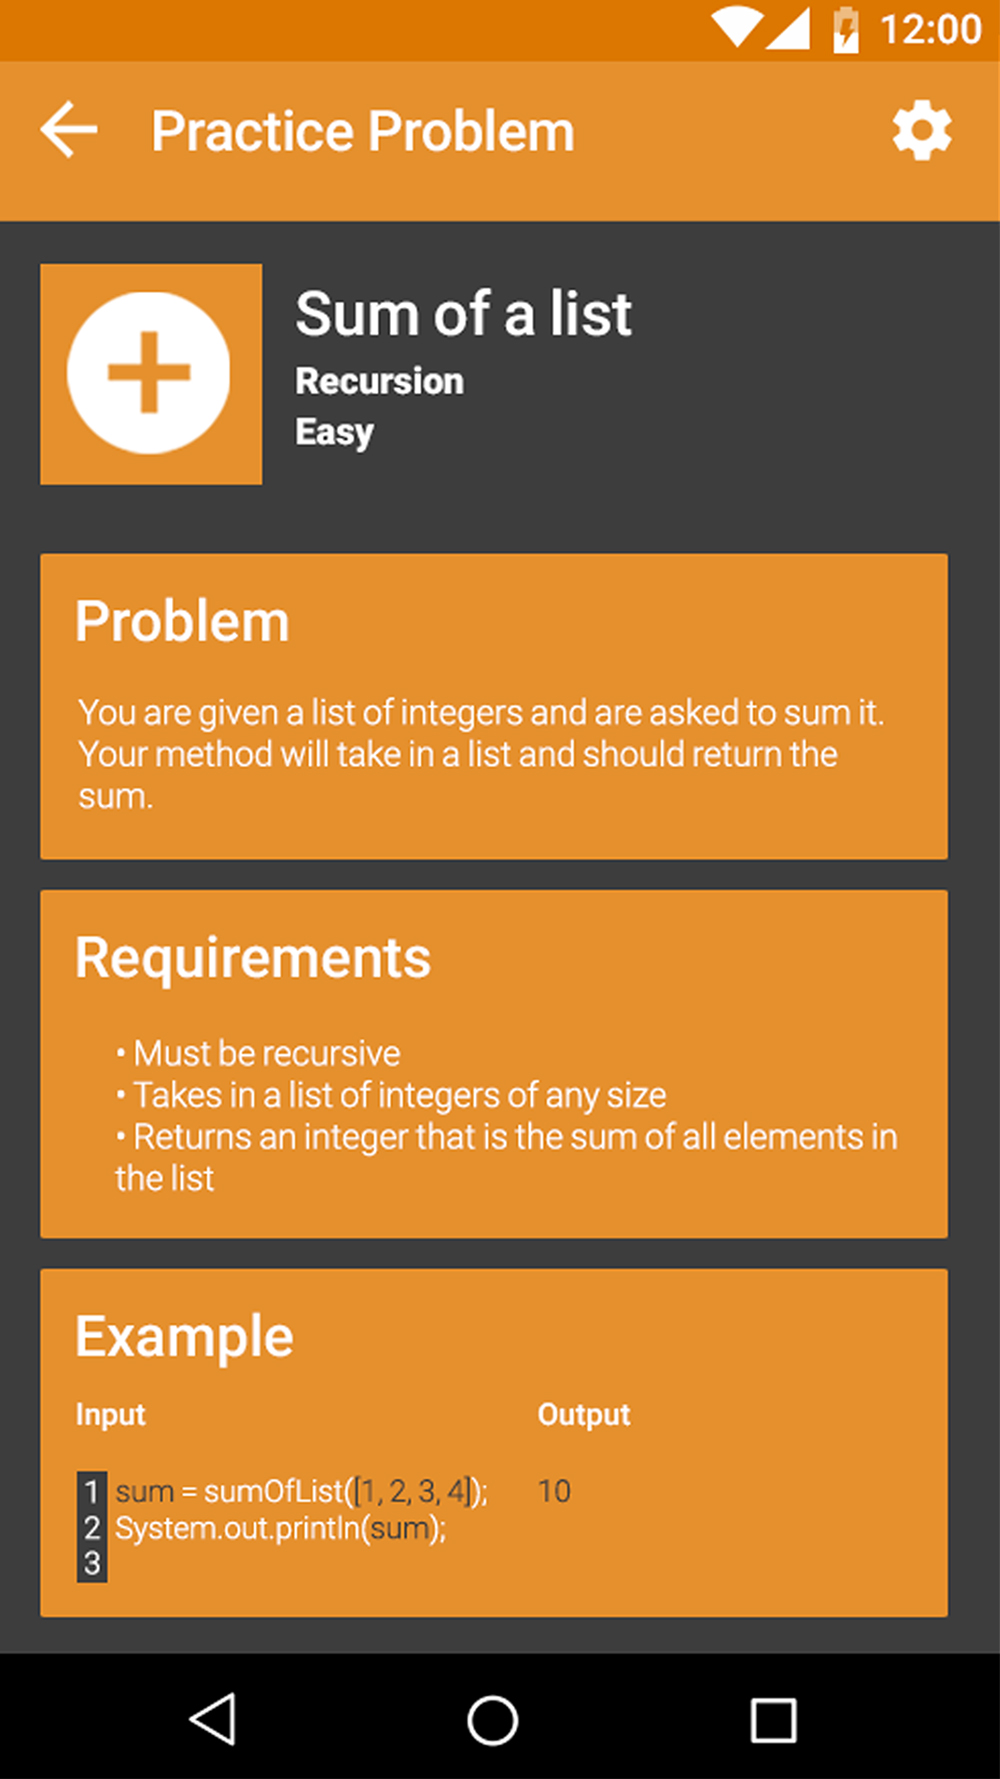 12:00
Practice Problem
Sum of a list
Recursion
Easy
Problem
You are given a list of integers and are asked to sum it.
Your method will take in a list and should return the
sum.
Requirements
• Must be recursive
• Takes in a list of integers of any size
• Returns an integer that is the sum of all elements in
the list
Example
Input Output
1 sum = sumOfList([1, 2, 3, 4]); 10
2 System.out.println(sum);
3